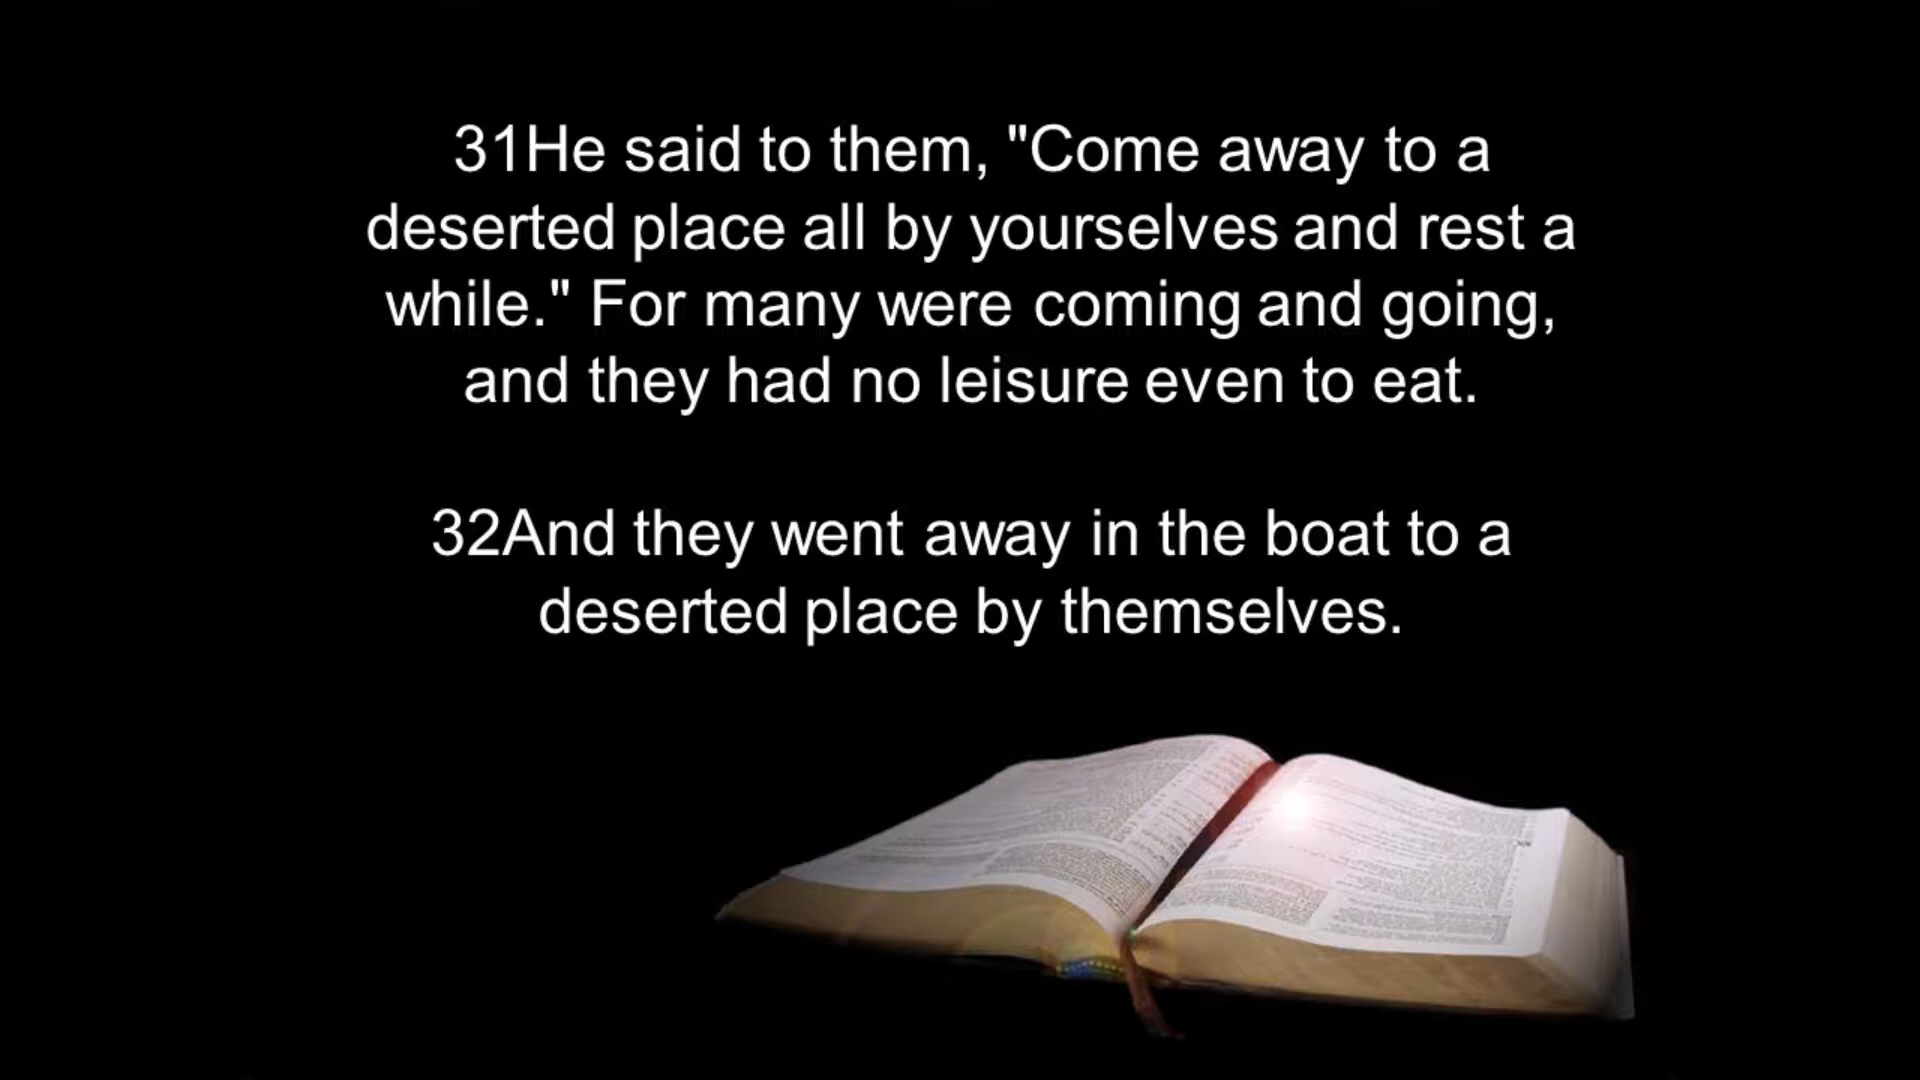 31He said to them, "Come away to a
deserted place all by yourselves and rest a
while." For many were coming and going,
and they had no leisure even to eat.
32And they went away in the boat to a
deserted place by themselves.